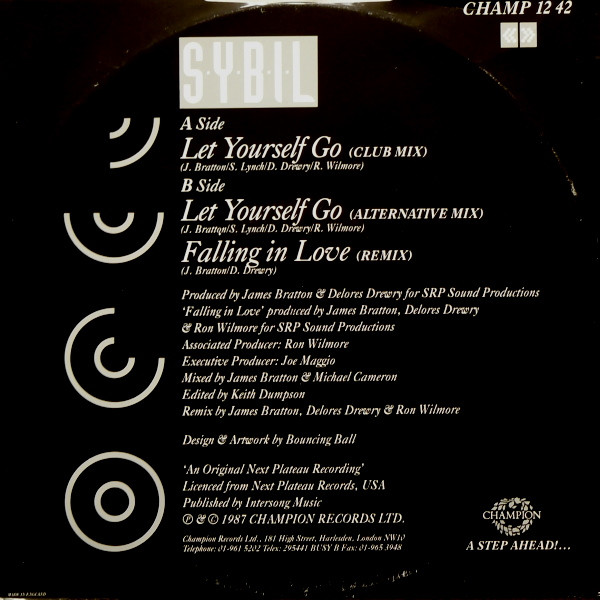 CHAMP 12 42
S·Y·B·I·L
A Side
Let Yourself Go (CLUB MIX)
(J. Bratton/S. Lynch/D. Drewry/R. Wilmore)
B Side
Let Yourself Go (ALTERNATIVE MIX)
(J. Bratton/S. Lynch/D. Drewry/R. Wilmore)
Falling in Love (REMIX)
(J. Bratton/D. Drewry)
Produced by James Bratton & Delores Drewry for SRP Sound Productions
‘Falling in Love’ produced by James Bratton, Delores Drewry
& Ron Wilmore for SRP Sound Productions
Associated Producer: Ron Wilmore
Executive Producer: Joe Maggio
Mixed by James Bratton & Michael Cameron
Edited by Keith Dumpson
Remix by James Bratton, Delores Drewry & Ron Wilmore
Design & Artwork by Bouncing Ball
‘An Original Next Plateau Recording’
Licenced from Next Plateau Records, USA
Published by Intersong Music
℗ & © 1987 CHAMPION RECORDS LTD.
Champion Records Ltd., 181 High Street, Harlesden, London NW10
Telephone: 01-961 5202 Telex: 295441 BUSY B Fax: 01-965 3948
CHAMPION
A STEP AHEAD!...
MADE IN ENGLAND